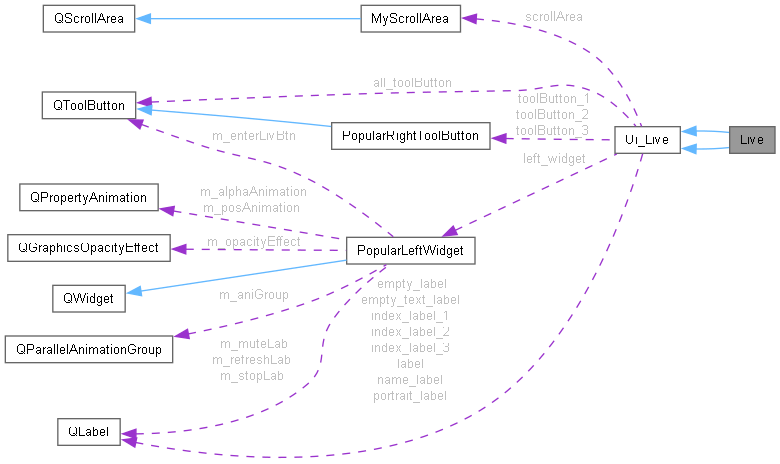 QScrollArea
MyScrollArea
scrollArea
QToolButton
all_toolButton
toolButton_1
toolButton_2
toolButton_3
PopularRightToolButton
Ui_Live
Live
m_enterLivBtn
left_widget
QPropertyAnimation
m_alphaAnimation
m_posAnimation
QGraphicsOpacityEffect
m_opacityEffect
PopularLeftWidget
QWidget
m_aniGroup
empty_label
empty_text_label
index_label_1
index_label_2
index_label_3
label
name_label
portrait_label
QParallelAnimationGroup
m_muteLab
m_refreshLab
m_stopLab
QLabel